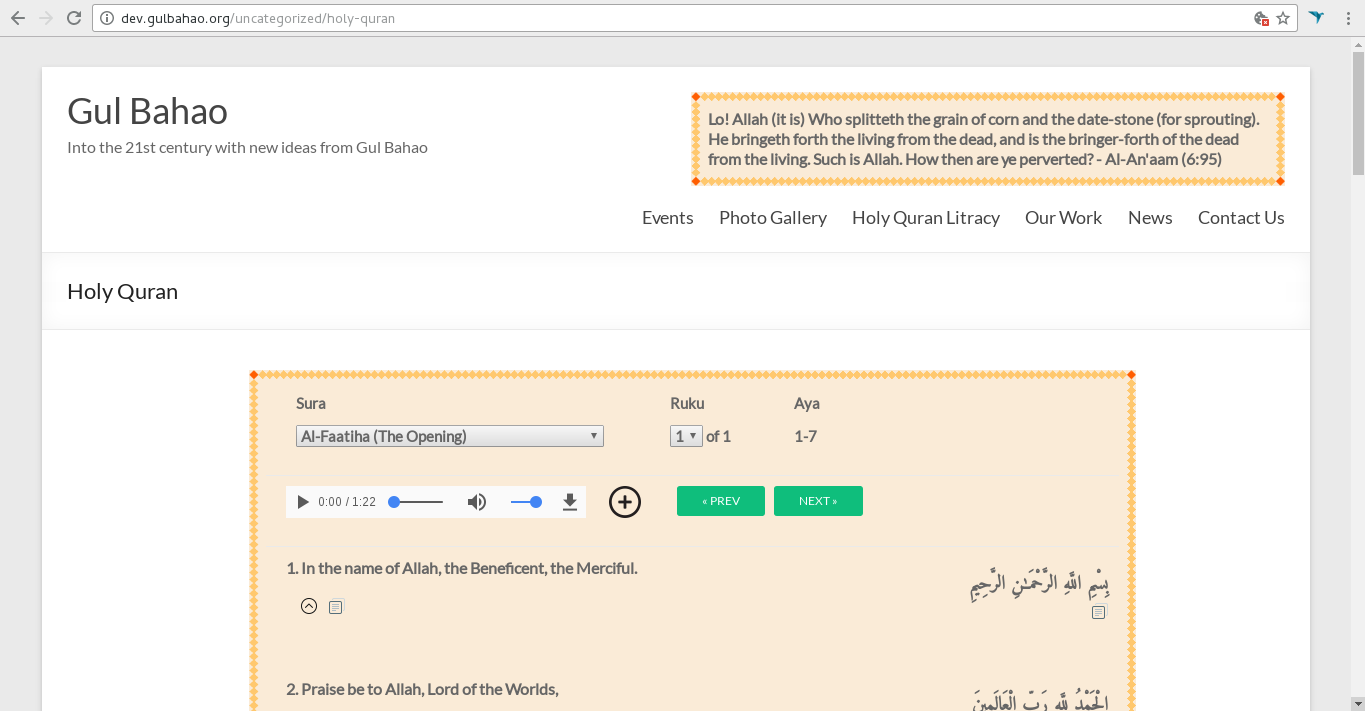 dev.gulbahao.org/uncategorized/holy-quran
Gul Bahao
Into the 21st century with new ideas from Gul Bahao
Lo! Allah (it is) Who splitteth the grain of corn and the date-stone (for sprouting).
He bringeth forth the living from the dead, and is the bringer-forth of the dead
from the living. Such is Allah. How then are ye perverted? - Al-An'aam (6:95)
Events Photo Gallery Holy Quran Litracy Our Work News Contact Us
Holy Quran
Sura Ruku Aya
Al-Faatiha (The Opening) 1 of 1 1-7
0:00 / 1:22 « PREV NEXT »
1. In the name of Allah, the Beneficent, the Merciful.
بِسْمِ اللَّهِ الرَّحْمَـٰنِ الرَّحِيمِ
2. Praise be to Allah, Lord of the Worlds,
الْحَمْدُ لِلَّهِ رَبِّ الْعَالَمِينَ